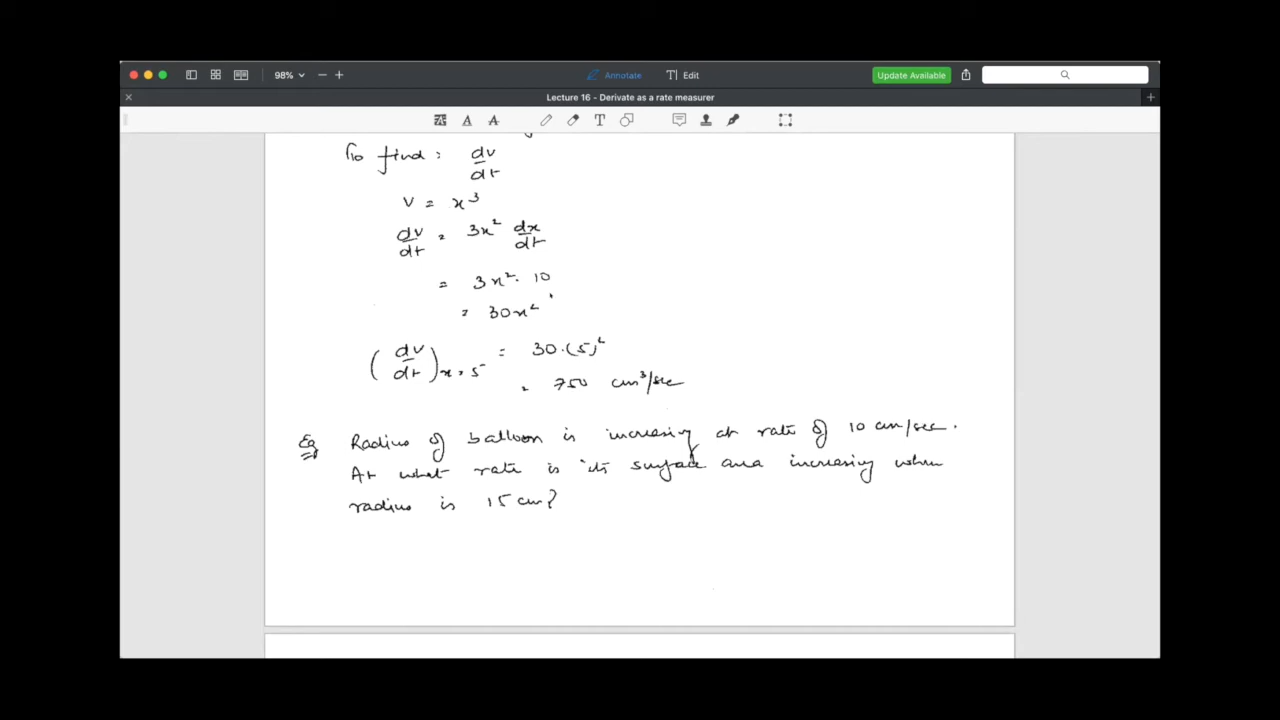 98%
Annotate
Edit
Update Available
Lecture 16 - Derivate as a rate measurer
To find : dv/dt
v = x³
dv/dt = 3x² dx/dt
= 3x² · 10
= 30x²
(dv/dt) x = 5 = 30·(5)²
= 750 cm³/sec
Eg Radius of balloon is increasing at rate of 10 cm/sec.
At what rate is its surface area increasing when
radius is 15 cm?